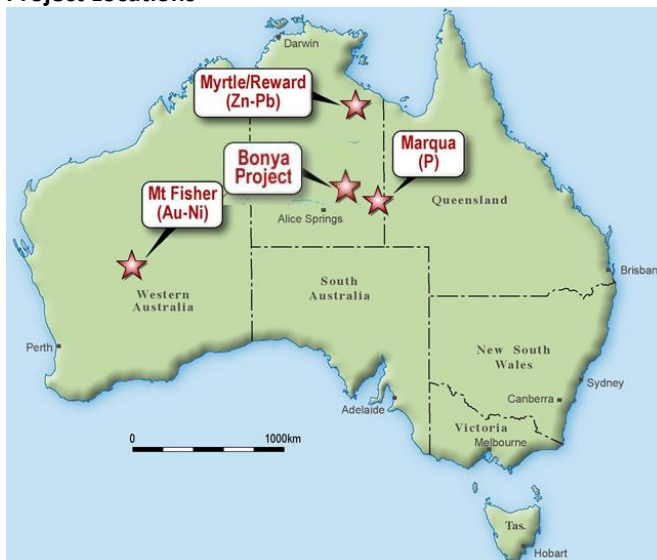 Project Locations
Darwin
Myrtle/Reward
(Zn-Pb)
Marqua
(P)
Bonya
Project
Mt Fisher
(Au-Ni)
Queensland
Alice Springs
Western
Australia
South
Australia
Brisban
Perth
New South
Wales
Sydney
Canberra
Adelaide
Victoria
Melbourne
0
1000km
Tas.
Hobart